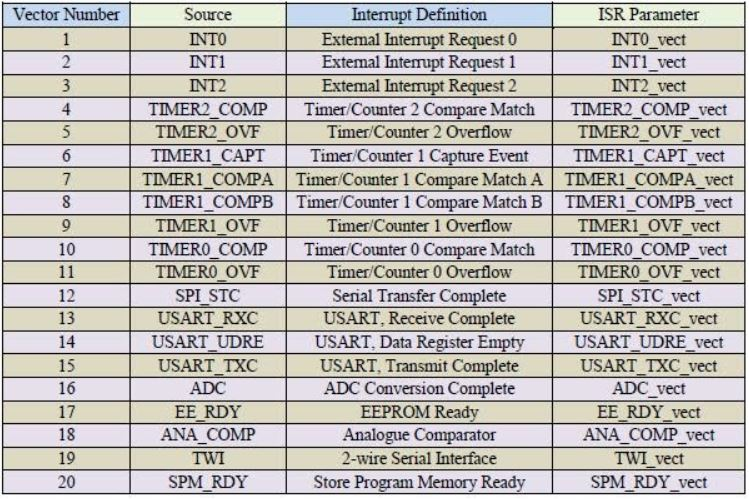 Vector Number Source Interrupt Definition ISR Parameter
1 INT0 External Interrupt Request 0 INT0_vect
2 INT1 External Interrupt Request 1 INT1_vect
3 INT2 External Interrupt Request 2 INT2_vect
4 TIMER2_COMP Timer/Counter 2 Compare Match TIMER2_COMP_vect
5 TIMER2_OVF Timer/Counter 2 Overflow TIMER2_OVF_vect
6 TIMER1_CAPT Timer/Counter 1 Capture Event TIMER1_CAPT_vect
7 TIMER1_COMPA Timer/Counter 1 Compare Match A TIMER1_COMPA_vect
8 TIMER1_COMPB Timer/Counter 1 Compare Match B TIMER1_COMPB_vect
9 TIMER1_OVF Timer/Counter 1 Overflow TIMER1_OVF_vect
10 TIMER0_COMP Timer/Counter 0 Compare Match TIMER0_COMP_vect
11 TIMER0_OVF Timer/Counter 0 Overflow TIMER0_OVF_vect
12 SPI_STC Serial Transfer Complete SPI_STC_vect
13 USART_RXC USART, Receive Complete USART_RXC_vect
14 USART_UDRE USART, Data Register Empty USART_UDRE_vect
15 USART_TXC USART, Transmit Complete USART_TXC_vect
16 ADC ADC Conversion Complete ADC_vect
17 EE_RDY EEPROM Ready EE_RDY_vect
18 ANA_COMP Analogue Comparator ANA_COMP_vect
19 TWI 2-wire Serial Interface TWI_vect
20 SPM_RDY Store Program Memory Ready SPM_RDY_vect